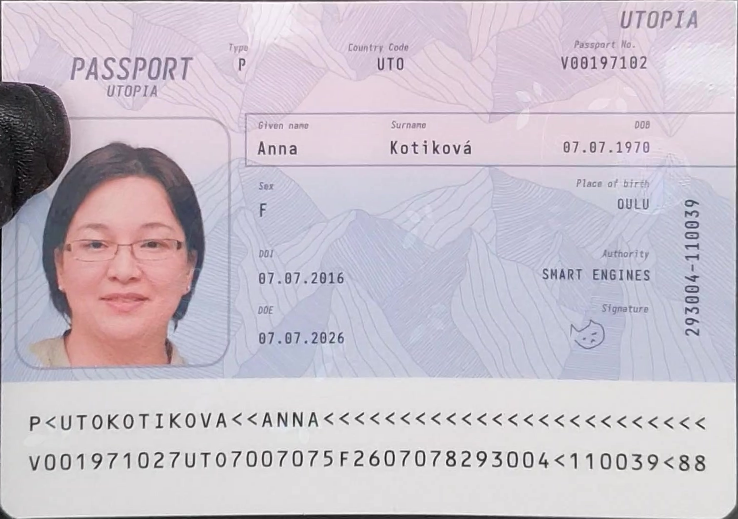 UTOPIA
Type Country Code Passport No.
PASSPORT P UTO V00197102
UTOPIA
Given name Surname DOB
Anna Kotiková 07.07.1970
Sex Place of birth
F OULU
DOI Authority
07.07.2016 SMART ENGINES
DOE Signature
07.07.2026
293004-110039
P<UTOKOTIKOVA<<ANNA<<<<<<<<<<<<<<<<<<<<<<<<<
V001971027UTO7007075F2607078293004<110039<88